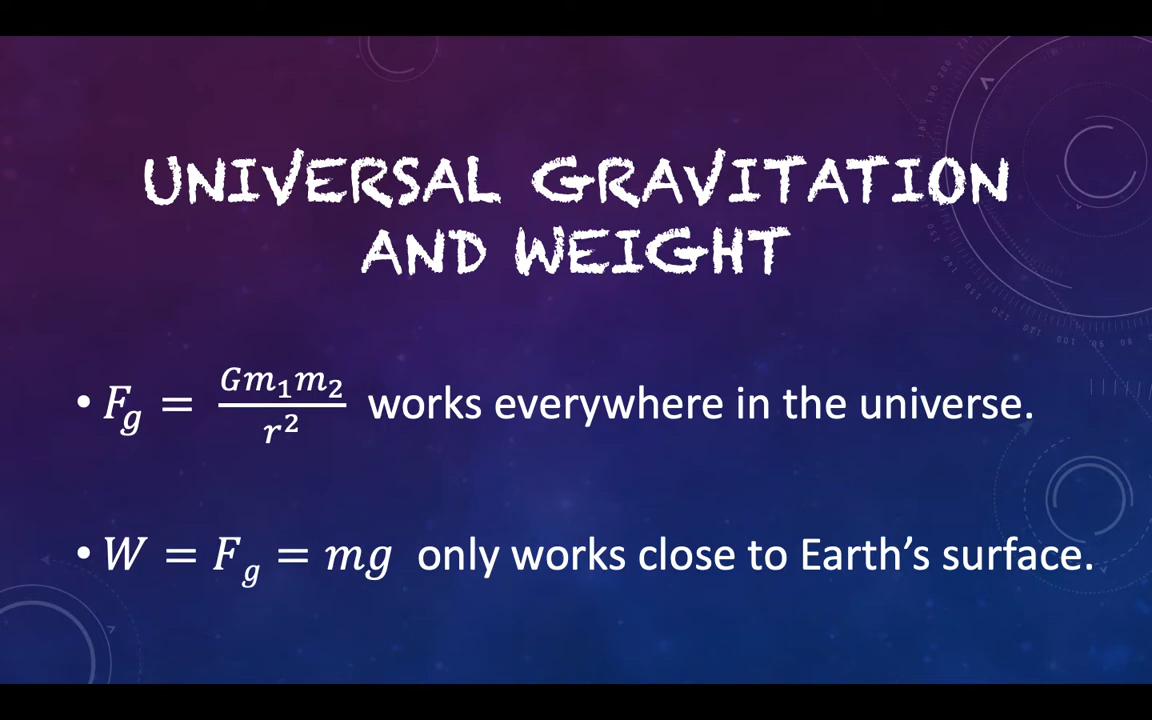 UNIVERSAL GRAVITATION
AND WEIGHT
• F_g = Gm₁m₂/r² works everywhere in the universe.
• W = F_g = mg only works close to Earth’s surface.